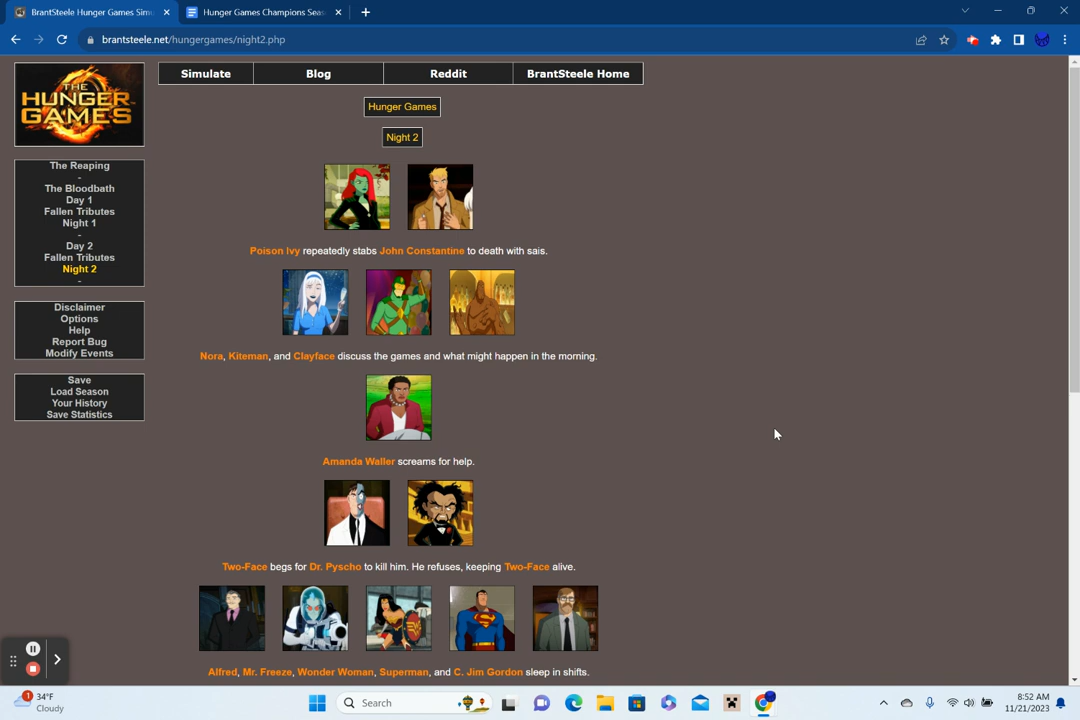 BrantSteele Hunger Games Simu
Hunger Games Champions Seas
brantsteele.net/hungergames/night2.php
THE
HUNGER
GAMES
Simulate Blog Reddit BrantSteele Home
Hunger Games
Night 2
The Reaping
-
The Bloodbath
Day 1
Fallen Tributes
Night 1
-
Day 2
Fallen Tributes
Night 2
-
Disclaimer
Options
Help
Report Bug
Modify Events
Save
Load Season
Your History
Save Statistics
Poison Ivy repeatedly stabs John Constantine to death with sais.
Nora, Kiteman, and Clayface discuss the games and what might happen in the morning.
Amanda Waller screams for help.
Two-Face begs for Dr. Pyscho to kill him. He refuses, keeping Two-Face alive.
Alfred, Mr. Freeze, Wonder Woman, Superman, and C. Jim Gordon sleep in shifts.
1
34°F
Cloudy
Search
8:52 AM
11/21/2023